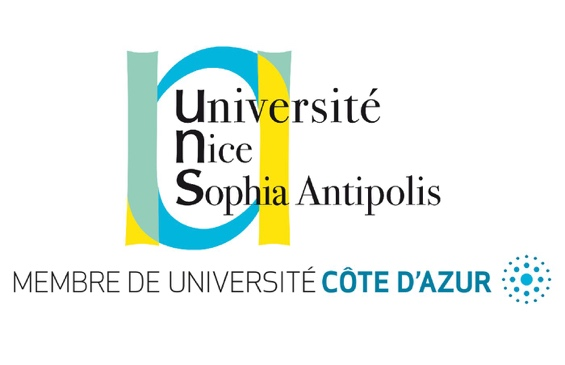 Université
Nice
Sophia Antipolis
MEMBRE DE UNIVERSITÉ CÔTE D'AZUR